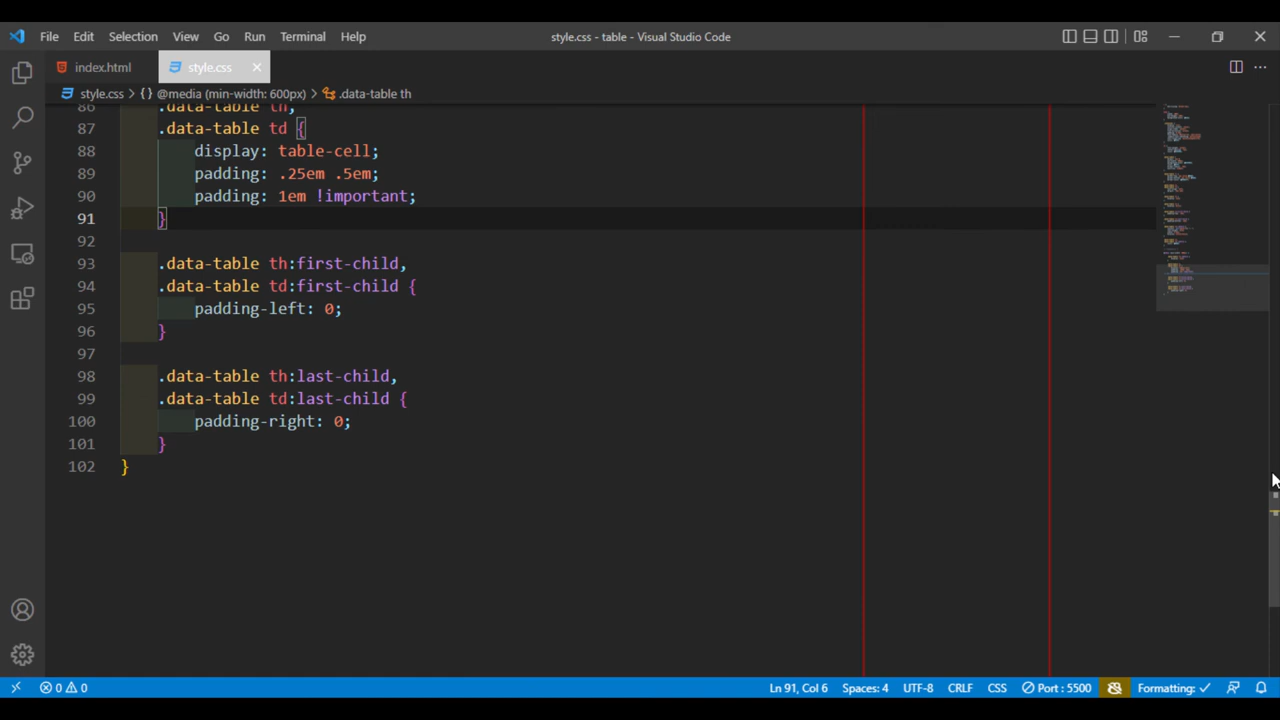 File Edit Selection View Go Run Terminal Help style.css - table - Visual Studio Code
index.html style.css
style.css > {} @media (min-width: 600px) > .data-table th
86 .data-table th,
87 .data-table td {
88 display: table-cell;
89 padding: .25em .5em;
90 padding: 1em !important;
91 }
92
93 .data-table th:first-child,
94 .data-table td:first-child {
95 padding-left: 0;
96 }
97
98 .data-table th:last-child,
99 .data-table td:last-child {
100 padding-right: 0;
101 }
102 }
0 0 Ln 91, Col 6 Spaces: 4 UTF-8 CRLF CSS Port : 5500 Formatting: ✓